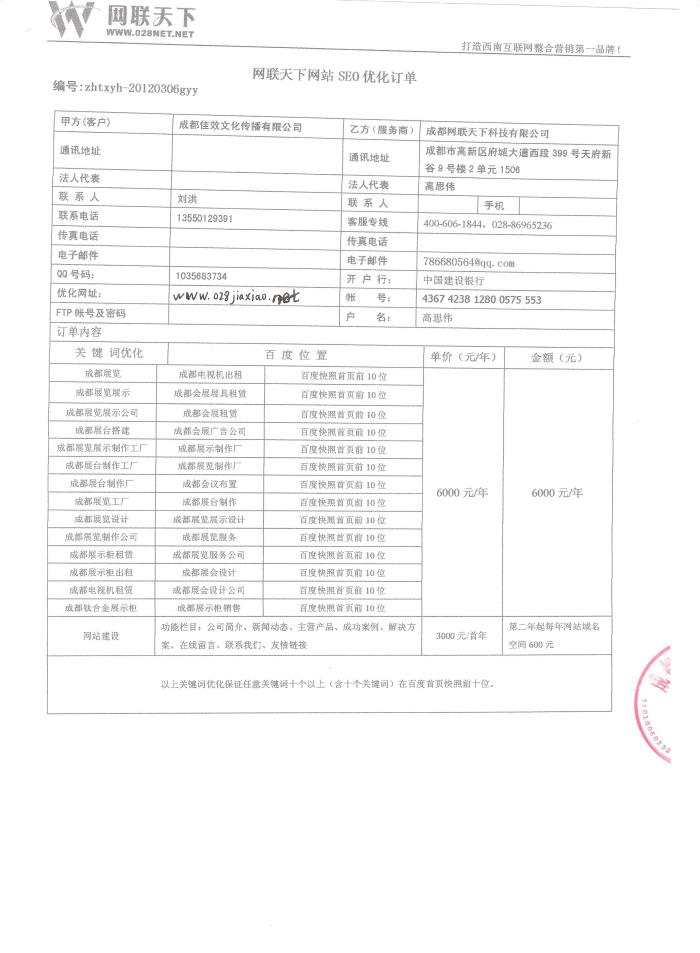 网联天下
WWW.028NET.NET
打造西南互联网整合营销第一品牌！
网联天下网站 SEO 优化订单
编号:zhtxyh-20120306gyy
甲方(客户) 成都佳效文化传播有限公司 乙方（服务商） 成都网联天下科技有限公司
通讯地址 通讯地址 成都市高新区府城大道西段 399 号天府新
谷 9 号楼 2 单元 1506
法人代表 法人代表 高思伟
联 系 人 刘洪 联 系 人 手机
联系电话 13550129391 客服专线 400-606-1844，028-86965236
传真电话 传真电话
电子邮件 电子邮件 786680564@qq.com
QQ 号码： 1035683734 开 户 行： 中国建设银行
优化网址： www.028jiaxiao.net 帐 号： 4367 4238 1280 0575 553
FTP 帐号及密码 户 名： 高思伟
订单内容
关 键 词优化 百 度 位 置 单价（元/年） 金额（元）
成都展览 成都电视机出租 百度快照首页前 10 位
成都展览展示 成都会展展具租赁 百度快照首页前 10 位
成都展览展示公司 成都会展租赁 百度快照首页前 10 位
成都展台搭建 成都会展广告公司 百度快照首页前 10 位
成都展览展示制作工厂 成都展示制作厂 百度快照首页前 10 位
成都展台制作工厂 成都展览制作厂 百度快照首页前 10 位
成都展台制作厂 成都会议布置 百度快照首页前 10 位
6000 元/年 6000 元/年
成都展览工厂 成都展台制作 百度快照首页前 10 位
成都展览设计 成都展览展示设计 百度快照首页前 10 位
成都展览制作公司 成都展览服务 百度快照首页前 10 位
成都展示柜租赁 成都展览服务公司 百度快照首页前 10 位
成都展示柜出租 成都展会设计 百度快照首页前 10 位
成都电视机租赁 成都展会设计公司 百度快照首页前 10 位
成都钛合金展示柜 成都展示柜销售 百度快照首页前 10 位
网站建设 功能栏目：公司简介、新闻动态、主营产品、成功案例、解决方
案、在线留言、联系我们、友情链接 3000 元/首年 第二年起每年网站域名
空间 600 元
以上关键词优化保证任意关键词十个以上（含十个关键词）在百度首页快照前十位。